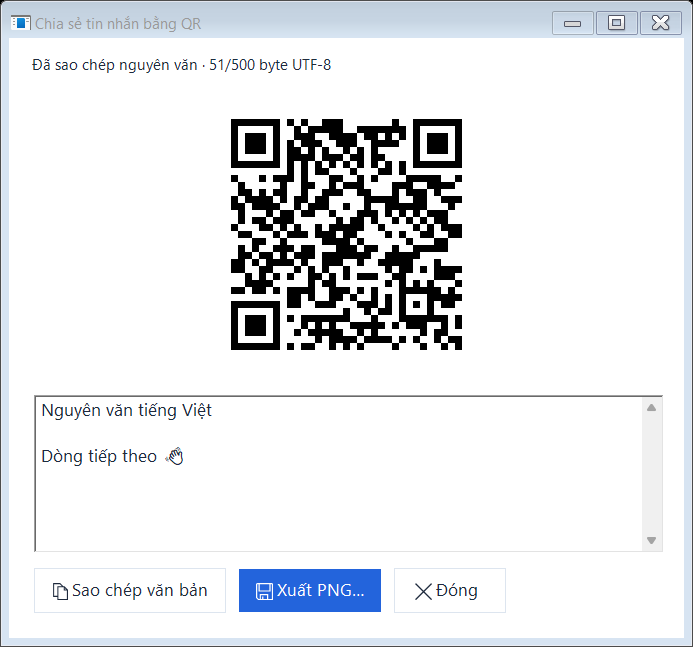 Chia sẻ tin nhắn bằng QR
Đã sao chép nguyên văn · 51/500 byte UTF-8
Nguyên văn tiếng Việt
Dòng tiếp theo 👋
Sao chép văn bản
Xuất PNG...
Đóng